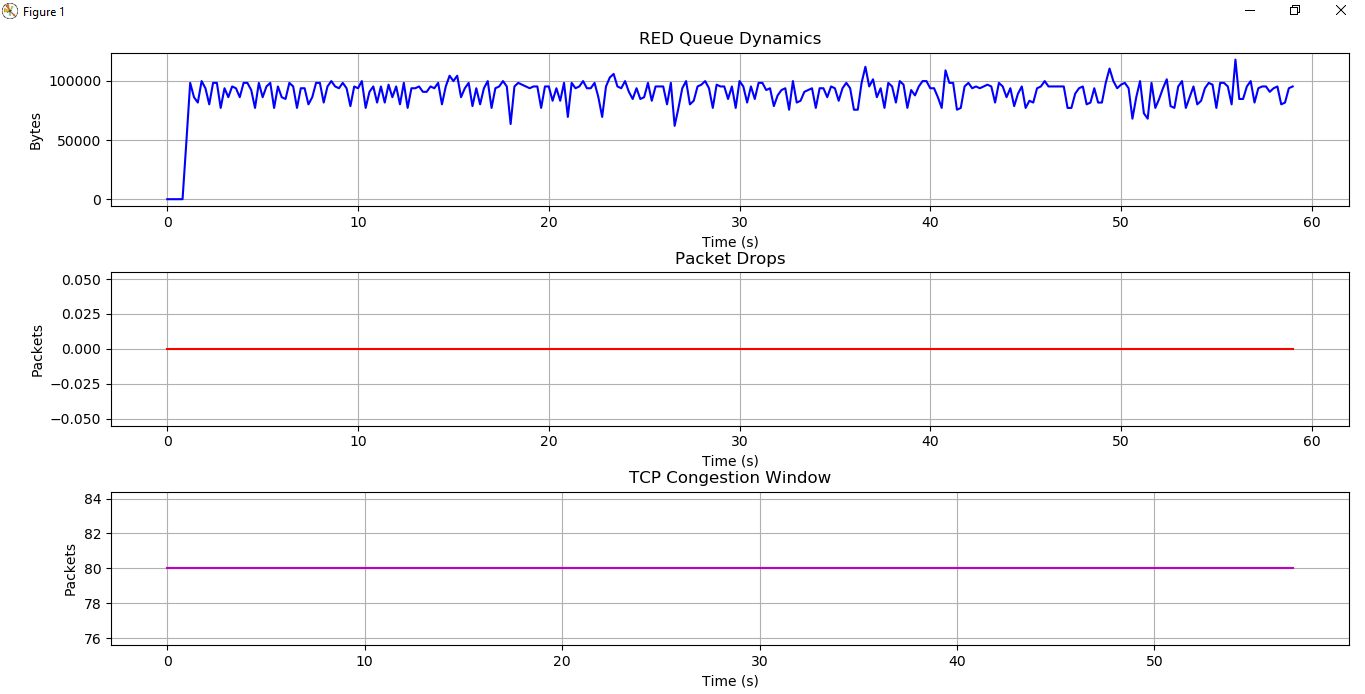 Figure 1
RED Queue Dynamics
100000
50000
0
Bytes
0 10 20 30 40 50 60
Time (s)
Packet Drops
0.050
0.025
0.000
−0.025
−0.050
Packets
0 10 20 30 40 50 60
Time (s)
TCP Congestion Window
84
82
80
78
76
Packets
0 10 20 30 40 50
Time (s)